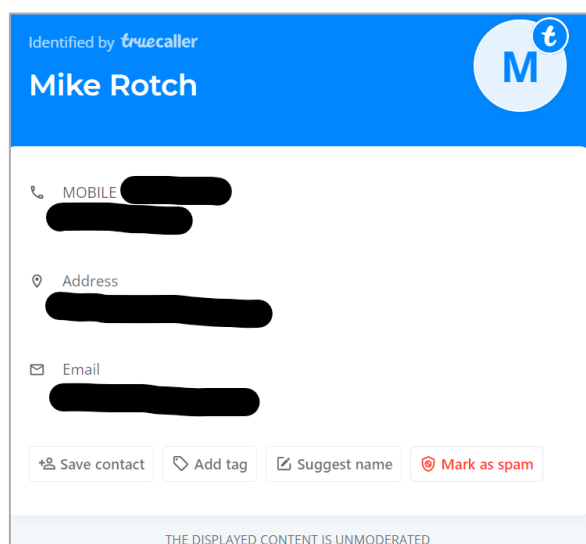 Identified by truecaller
Mike Rotch
M
t
MOBILE
Address
Email
Save contact Add tag Suggest name Mark as spam
THE DISPLAYED CONTENT IS UNMODERATED